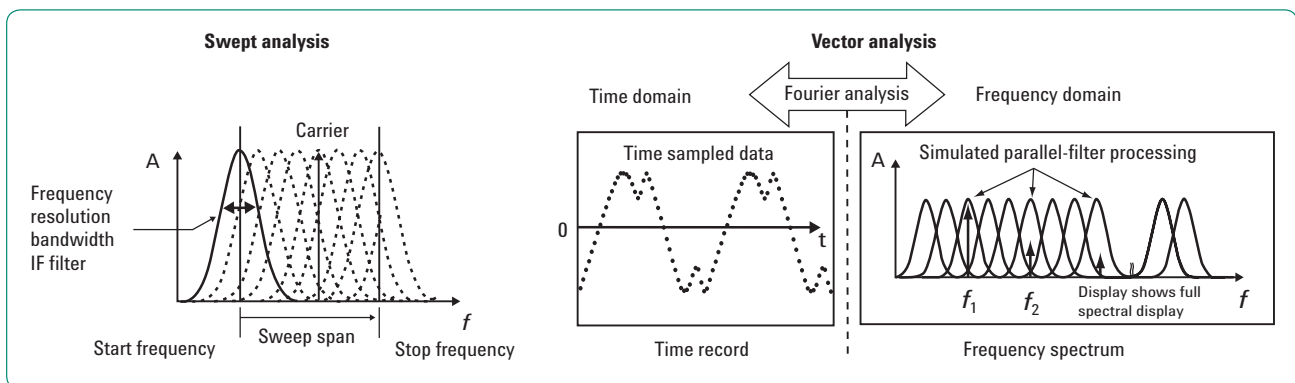 Swept analysis
A
Carrier
Frequency
resolution
bandwidth
IF filter
f
Start frequency
Sweep span
Stop frequency
Vector analysis
Time domain
Fourier analysis
Frequency domain
Time sampled data
0
t
Time record
A
Simulated parallel-filter processing
f1
f2
Display shows full
spectral display
f
Frequency spectrum